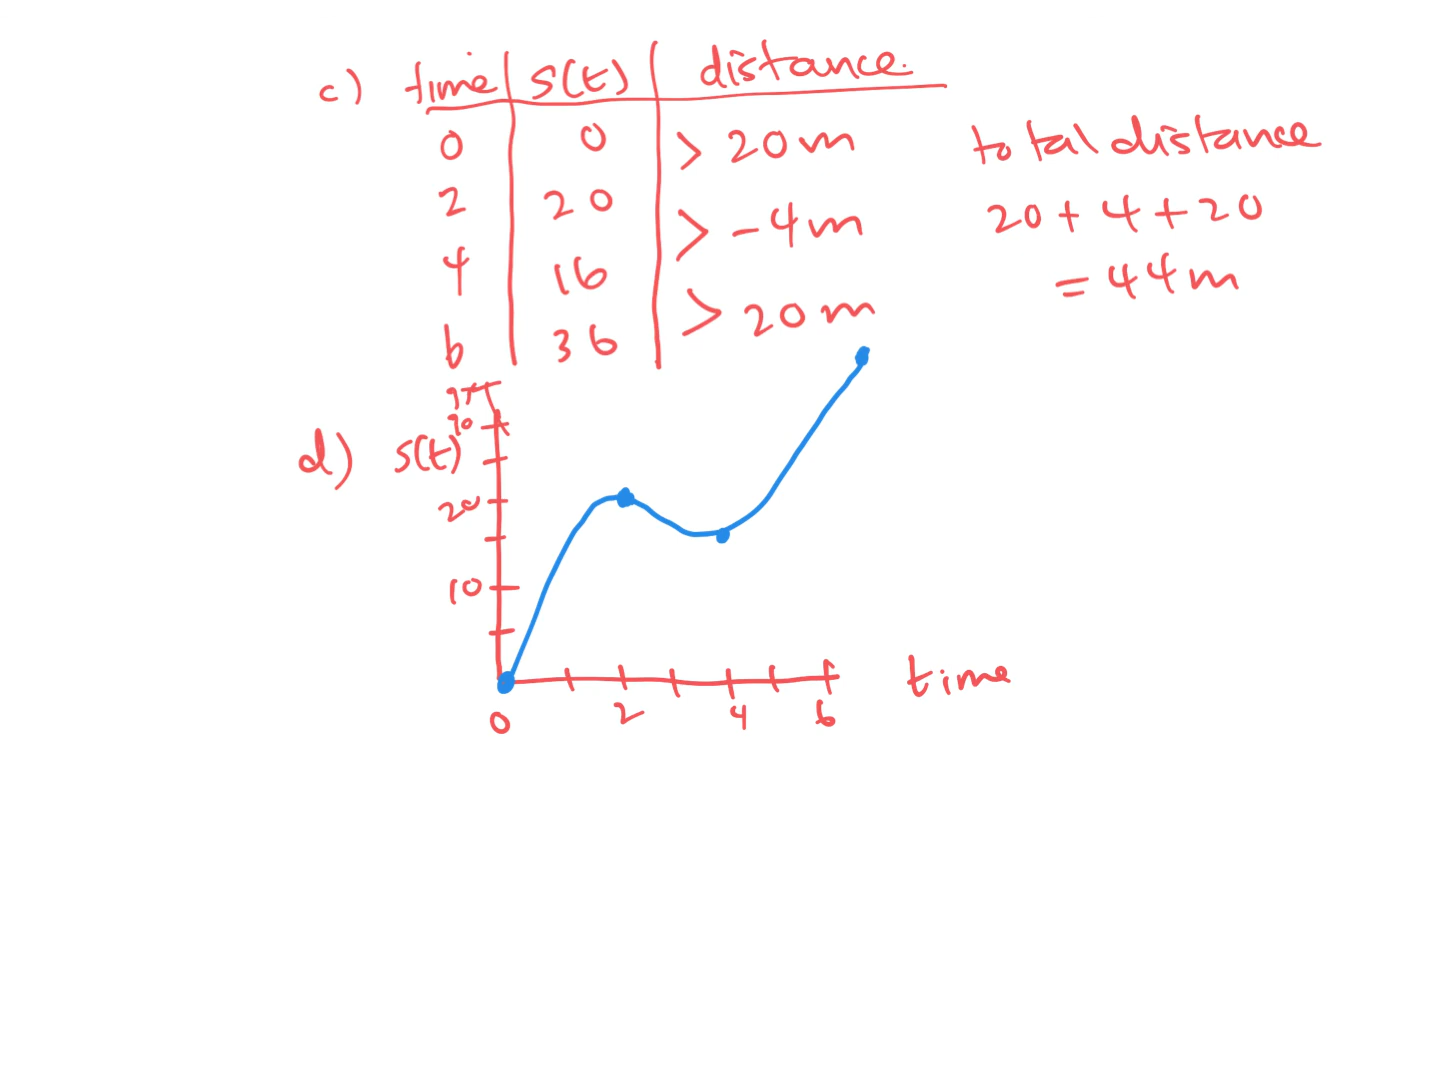 c) time s(t) distance.
0 0 > 20m
2 20 > -4m
4 16 > 20m
6 36
total distance
20 + 4 + 20
= 44m
d) s(t)
20
10
0 2 4 6
time